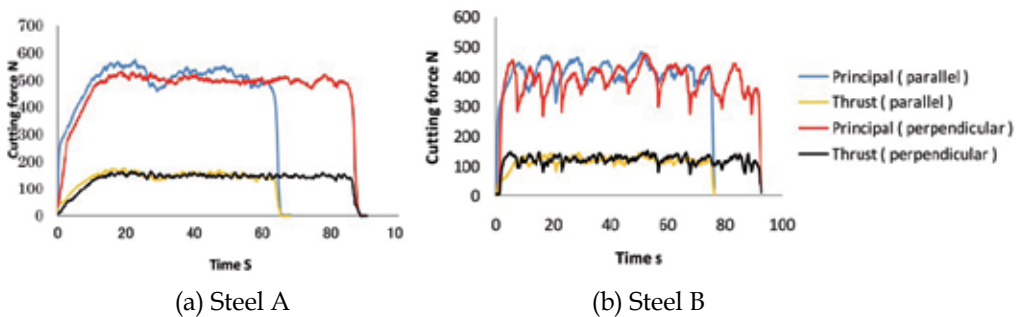 700
600
500
400
300
200
100
0
Cutting force N
0 20 40 60 80 10
Time S
(a) Steel A
600
500
400
300
200
100
0
Cutting force N
0 20 40 60 80 100
Time s
(b) Steel B
Principal ( parallel )
Thrust ( parallel )
Principal ( perpendicular )
Thrust ( perpendicular )